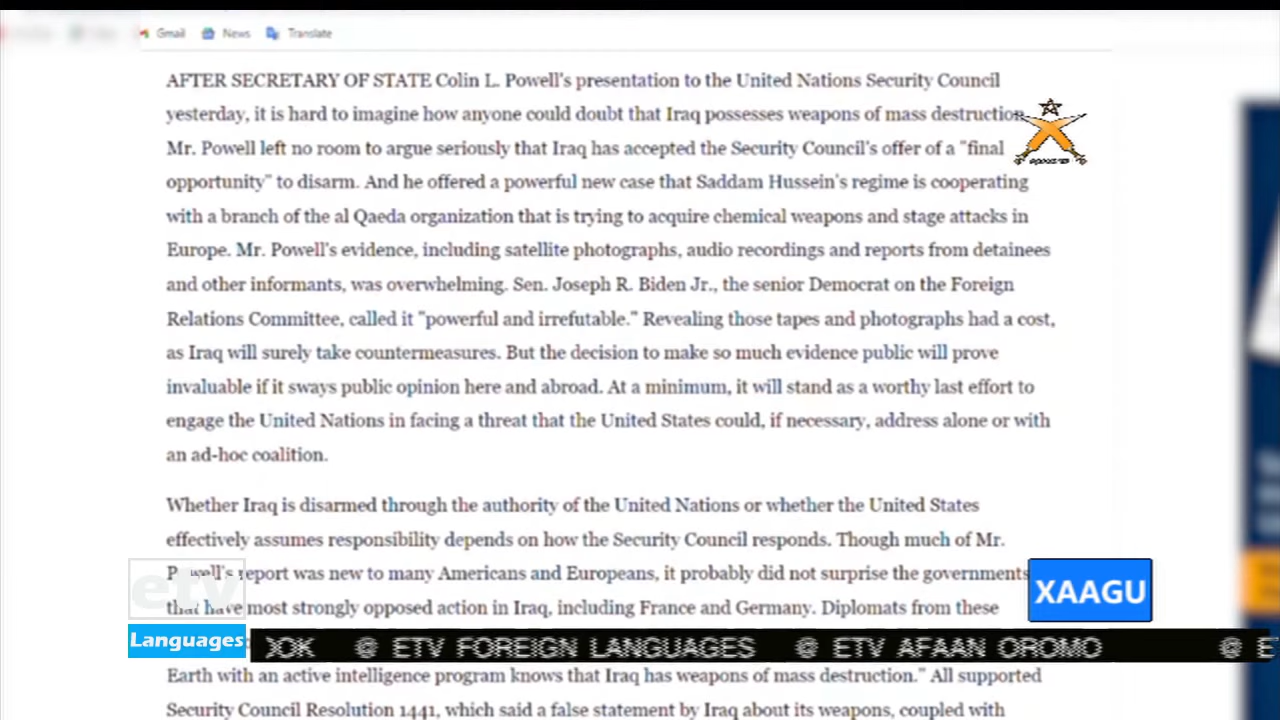 Gmail News Translate
AFTER SECRETARY OF STATE Colin L. Powell's presentation to the United Nations Security Council
yesterday, it is hard to imagine how anyone could doubt that Iraq possesses weapons of mass destruction
Mr. Powell left no room to argue seriously that Iraq has accepted the Security Council's offer of a "final
opportunity" to disarm. And he offered a powerful new case that Saddam Hussein's regime is cooperating
with a branch of the al Qaeda organization that is trying to acquire chemical weapons and stage attacks in
Europe. Mr. Powell's evidence, including satellite photographs, audio recordings and reports from detainees
and other informants, was overwhelming. Sen. Joseph R. Biden Jr., the senior Democrat on the Foreign
Relations Committee, called it "powerful and irrefutable." Revealing those tapes and photographs had a cost,
as Iraq will surely take countermeasures. But the decision to make so much evidence public will prove
invaluable if it sways public opinion here and abroad. At a minimum, it will stand as a worthy last effort to
engage the United Nations in facing a threat that the United States could, if necessary, address alone or with
an ad-hoc coalition.
Whether Iraq is disarmed through the authority of the United Nations or whether the United States
effectively assumes responsibility depends on how the Security Council responds. Though much of Mr.
Powell's report was new to many Americans and Europeans, it probably did not surprise the governments
that have most strongly opposed action in Iraq, including France and Germany. Diplomats from these
etv
Languages
XAAGU
@ ETV FOREIGN LANGUAGES @ ETV AFAAN OROMO @ E
Earth with an active intelligence program knows that Iraq has weapons of mass destruction." All supported
Security Council Resolution 1441, which said a false statement by Iraq about its weapons, coupled with